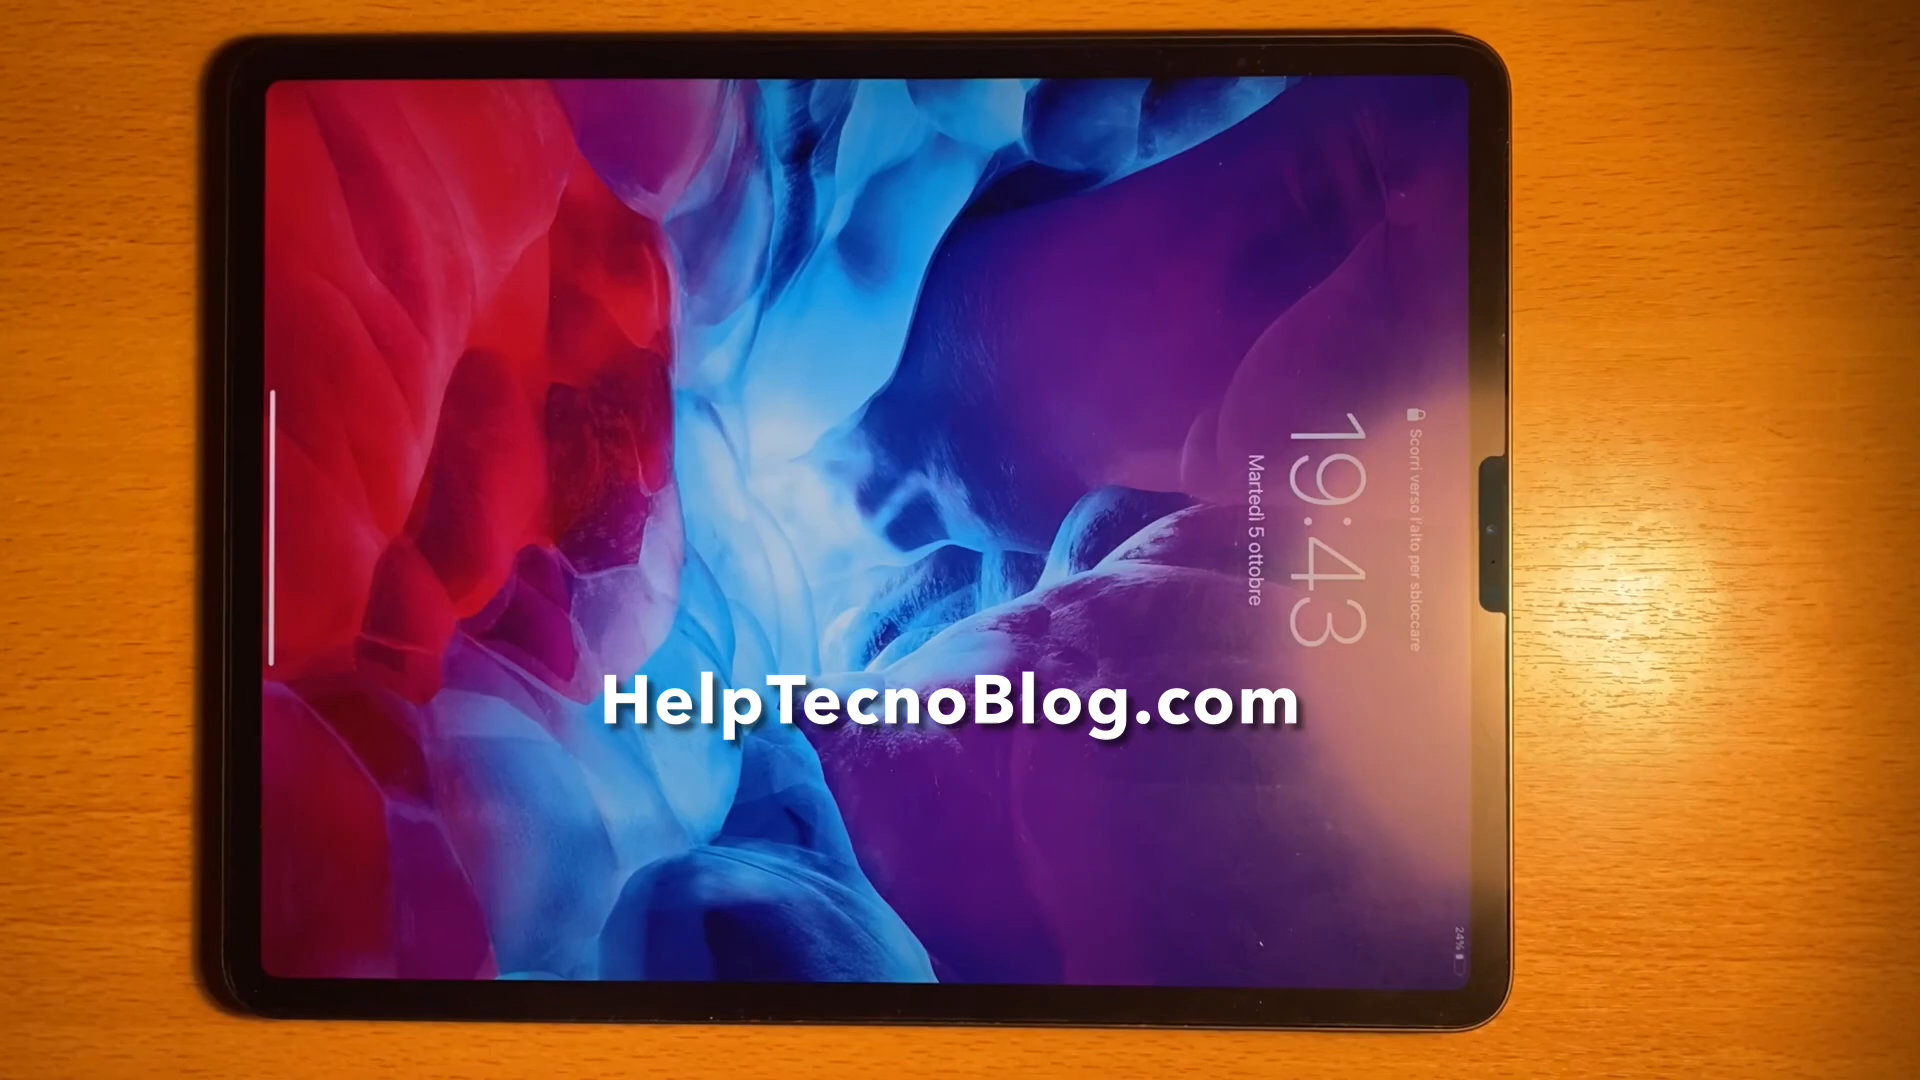 24%
Scorri verso l'alto per sbloccare
19:43
Martedì 5 ottobre
HelpTecnoBlog.com